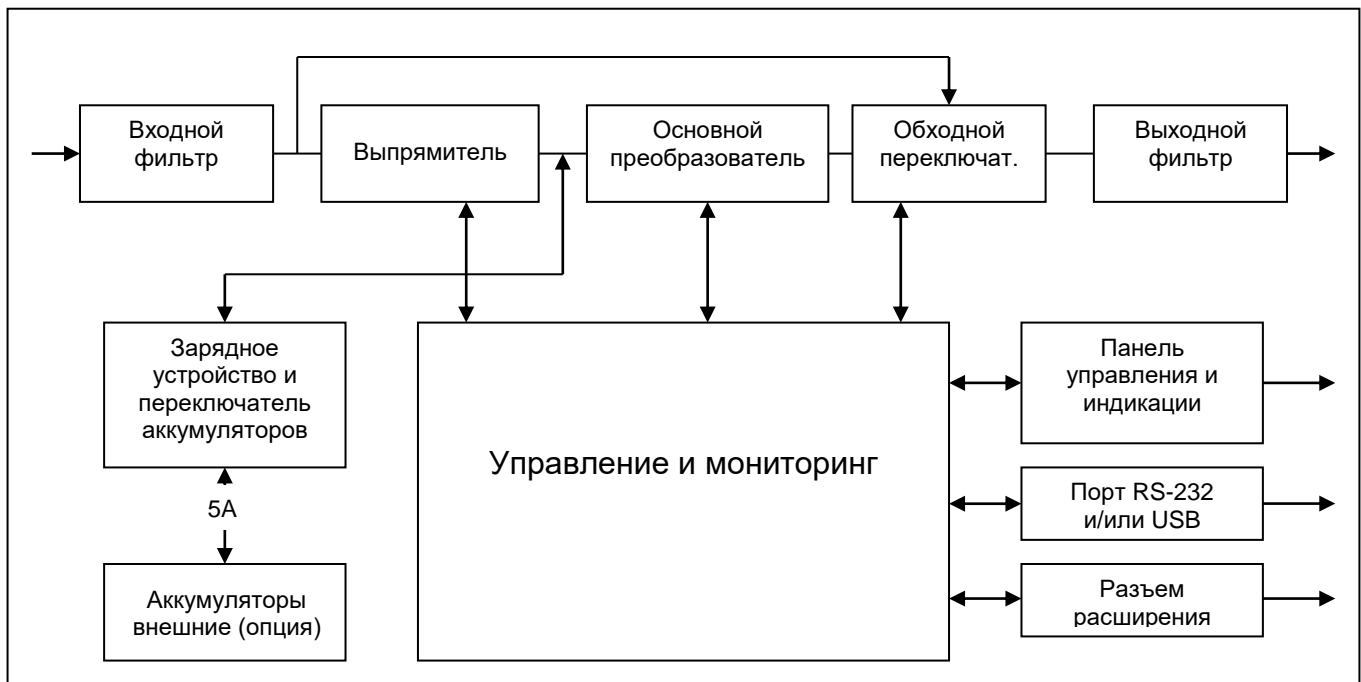 Входной
фильтр
Выпрямитель
Основной
преобразователь
Обходной
переключат.
Выходной
фильтр
Зарядное
устройство и
переключатель
аккумуляторов
5А
Аккумуляторы
внешние (опция)
Управление и мониторинг
Панель
управления и
индикации
Порт RS-232
и/или USB
Разъем
расширения